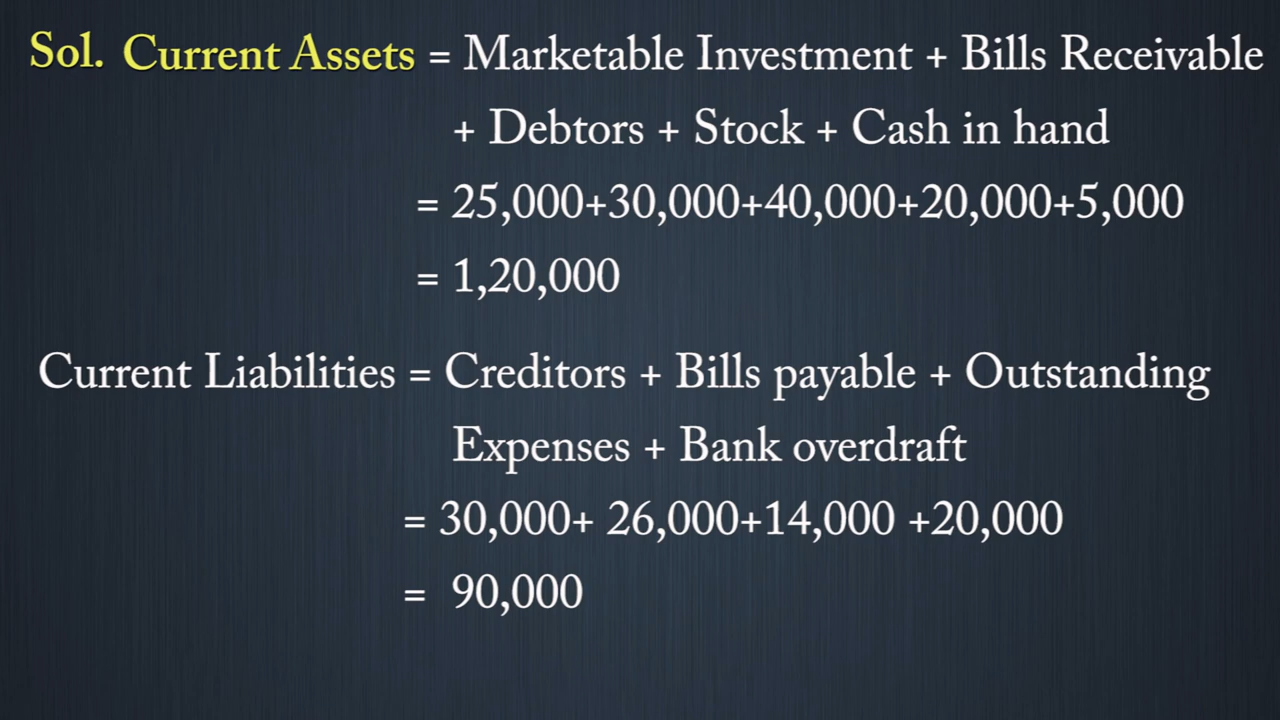 Sol. Current Assets = Marketable Investment + Bills Receivable
+ Debtors + Stock + Cash in hand
= 25,000+30,000+40,000+20,000+5,000
= 1,20,000
Current Liabilities = Creditors + Bills payable + Outstanding
Expenses + Bank overdraft
= 30,000+ 26,000+14,000 +20,000
= 90,000